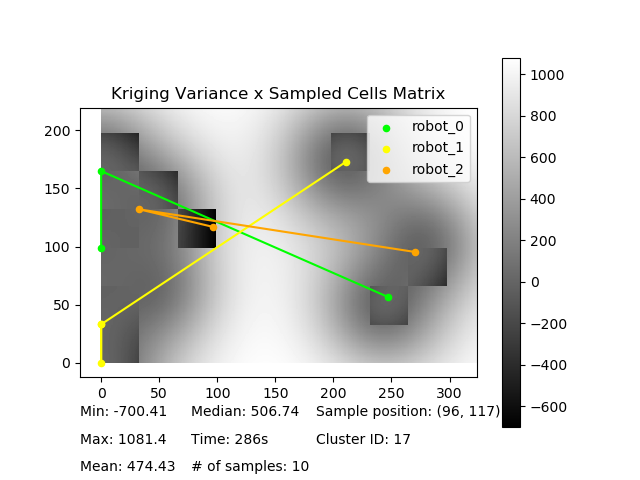 Kriging Variance x Sampled Cells Matrix
robot_0
robot_1
robot_2
200
150
100
50
0
0 50 100 150 200 250 300
1000
800
600
400
200
0
−200
−400
−600
Min: -700.41 Median: 506.74 Sample position: (96, 117)
Max: 1081.4 Time: 286s Cluster ID: 17
Mean: 474.43 # of samples: 10